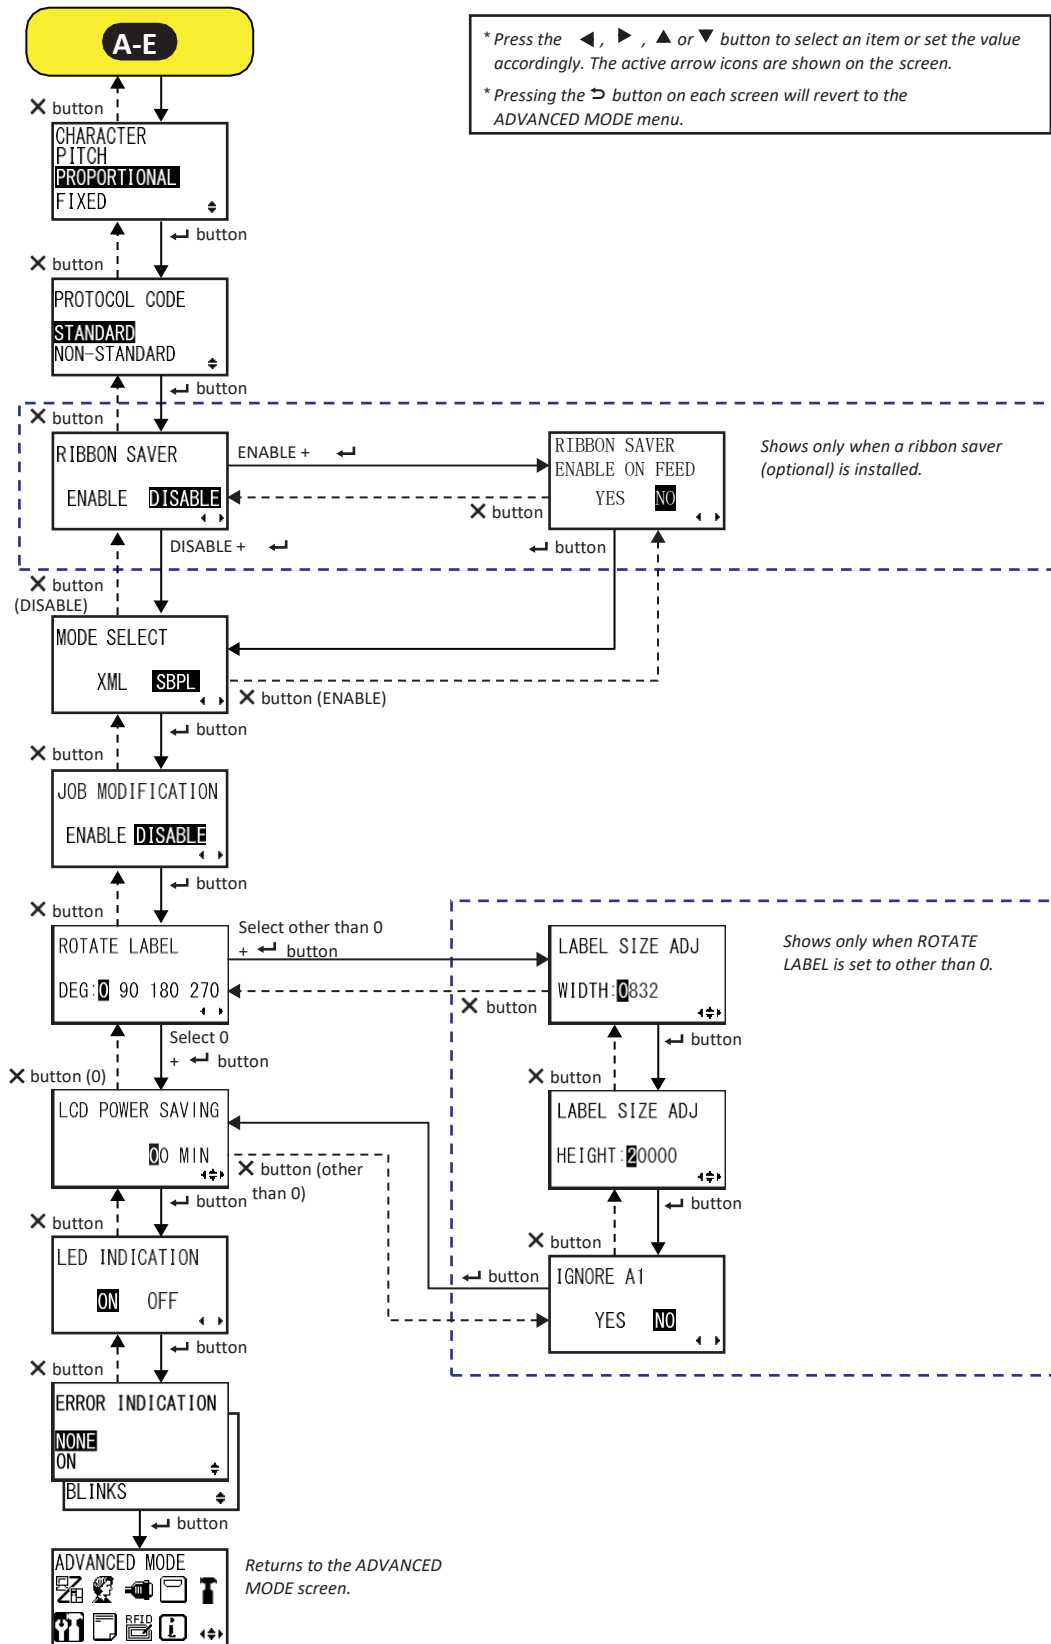 A-E
* Press the ◀, ▶, ▲ or ▼ button to select an item or set the value
accordingly. The active arrow icons are shown on the screen.
* Pressing the ⮌ button on each screen will revert to the
ADVANCED MODE menu.
✕ button
CHARACTER
PITCH
PROPORTIONAL
FIXED
↵ button
✕ button
PROTOCOL CODE
STANDARD
NON-STANDARD
↵ button
✕ button
RIBBON SAVER
ENABLE DISABLE
ENABLE + ↵
RIBBON SAVER
ENABLE ON FEED
YES NO
✕ button
Shows only when a ribbon saver
(optional) is installed.
DISABLE + ↵
↵ button
✕ button
(DISABLE)
MODE SELECT
XML SBPL
✕ button (ENABLE)
↵ button
✕ button
JOB MODIFICATION
ENABLE DISABLE
↵ button
✕ button
ROTATE LABEL
DEG:0 90 180 270
Select other than 0
+ ↵ button
LABEL SIZE ADJ
WIDTH:0832
✕ button
Shows only when ROTATE
LABEL is set to other than 0.
Select 0
+ ↵ button
↵ button
✕ button (0)
✕ button
LCD POWER SAVING
00 MIN
✕ button (other
than 0)
LABEL SIZE ADJ
HEIGHT:20000
↵ button
↵ button
✕ button
✕ button
LED INDICATION
ON OFF
↵ button
IGNORE A1
YES NO
↵ button
✕ button
ERROR INDICATION
NONE
ON
BLINKS
↵ button
ADVANCED MODE
RFID
i
Returns to the ADVANCED
MODE screen.